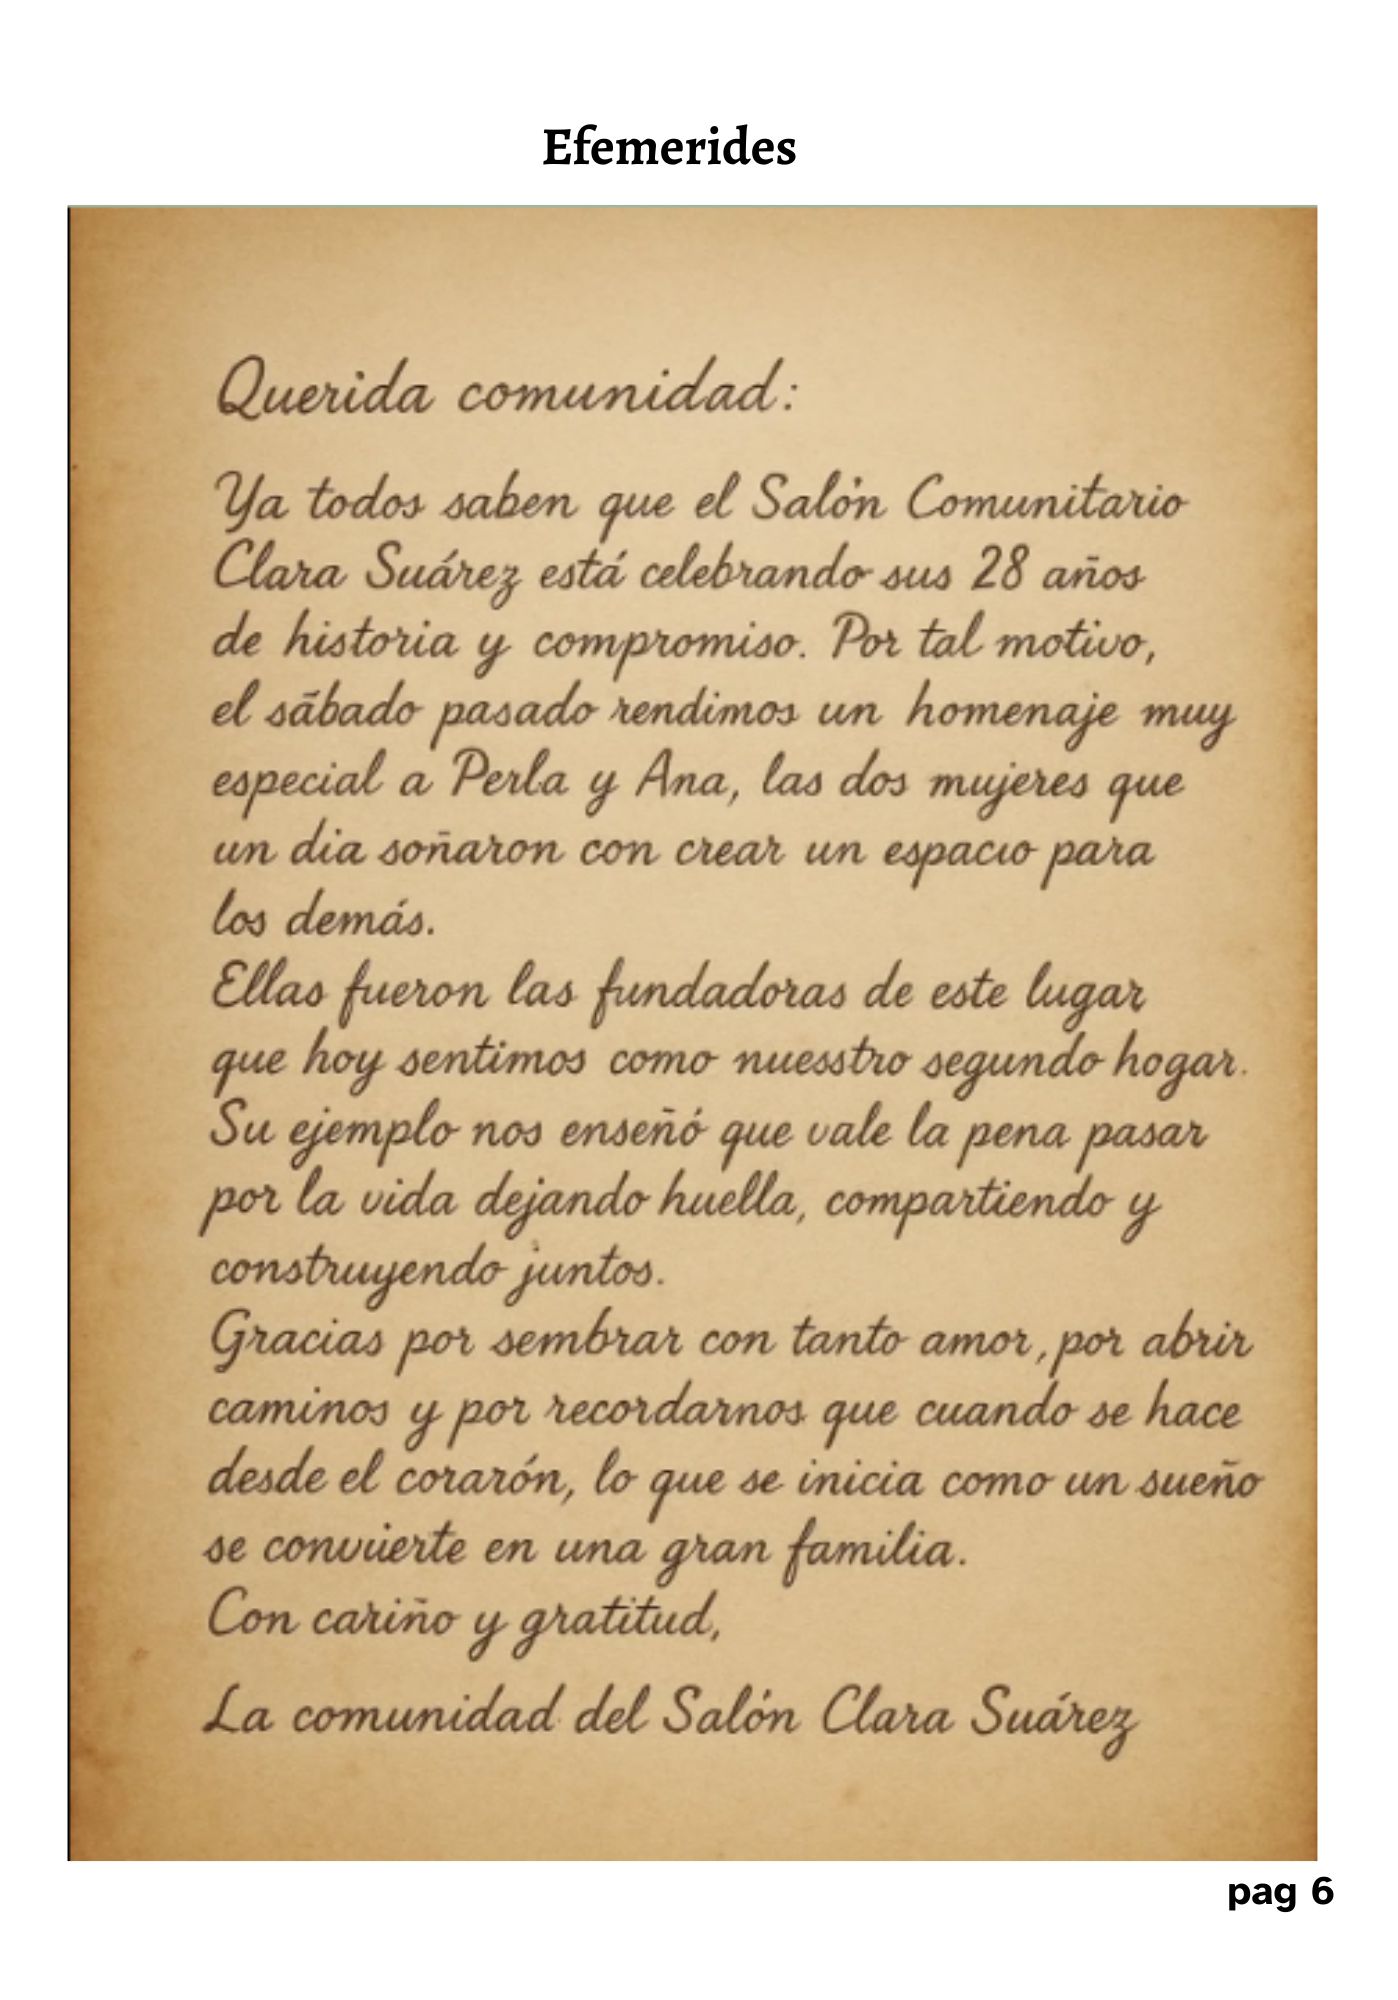 Efemerides
Querida comunidad:
Ya todos saben que el Salón Comunitario
Clara Suárez está celebrando sus 28 años
de historia y compromiso. Por tal motivo,
el sãbado pasado rendimos un homenaje muy
especial a Perla y Ana, las dos mujeres que
un dia soñaron con crear un espacıo para
los demás.
Ellas fueron las fundadoras de este lugar
que hoy sentimos como nuesstro segundo hogar.
Su ejemplo nos enseñó que vale la pena pasar
por la vida dejando huella, compartiendo y
construyendo juntos.
Gracias por sembrar con tanto amor, por abrir
caminos y por recordarnos que cuando se hace
desde el corarón, lo que se inicia como un sueño
se convüerte en una gran familia.
Con cariño y gratitud,
La comunidad del Salón Clara Suárez
pag 6